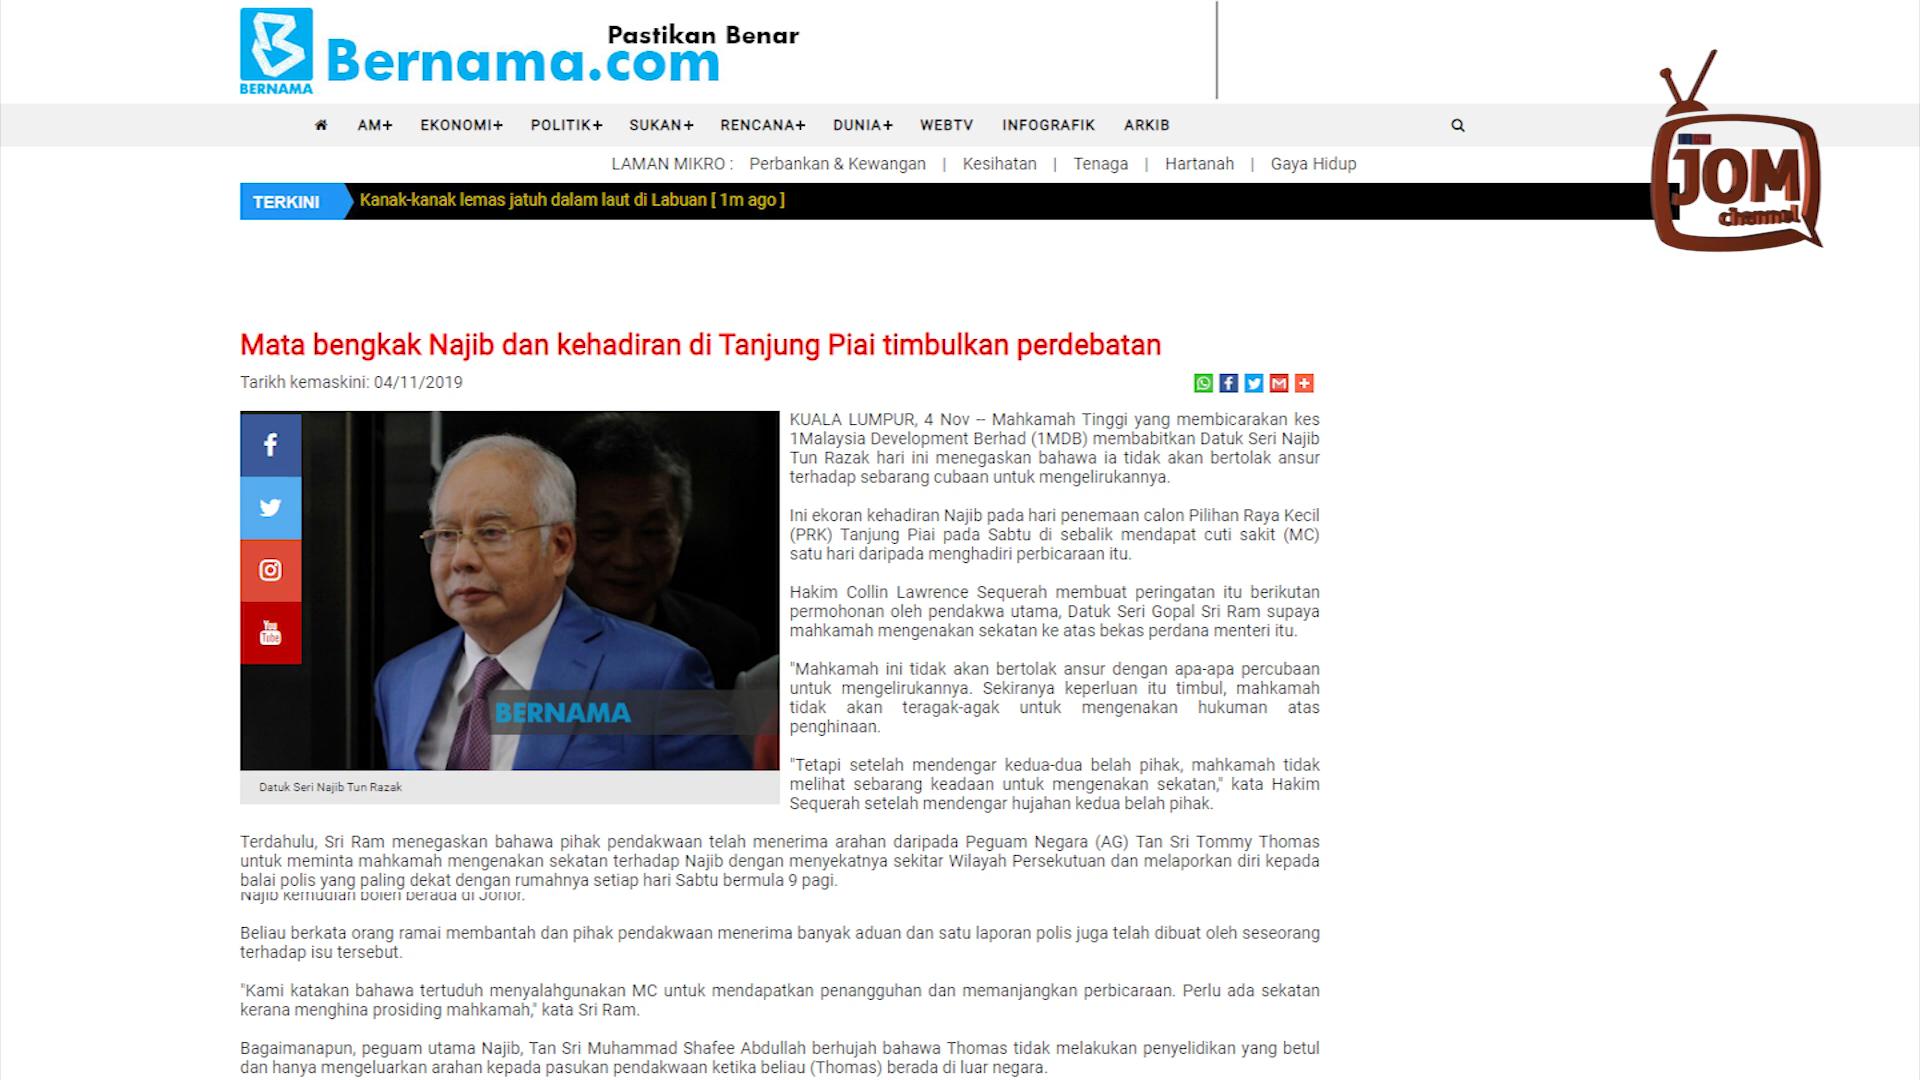 Pastikan Benar
Bernama.com
BERNAMA
AM+ EKONOMI+ POLITIK+ SUKAN+ RENCANA+ DUNIA+ WEBTV INFOGRAFIK ARKIB
LAMAN MIKRO : Perbankan & Kewangan | Kesihatan | Tenaga | Hartanah | Gaya Hidup
TERKINI Kanak-kanak lemas jatuh dalam laut di Labuan [ 1m ago ]
JOM
channel
Mata bengkak Najib dan kehadiran di Tanjung Piai timbulkan perdebatan
Tarikh kemaskini: 04/11/2019
KUALA LUMPUR, 4 Nov -- Mahkamah Tinggi yang membicarakan kes
1Malaysia Development Berhad (1MDB) membabitkan Datuk Seri Najib
Tun Razak hari ini menegaskan bahawa ia tidak akan bertolak ansur
terhadap sebarang cubaan untuk mengelirukannya.
Ini ekoran kehadiran Najib pada hari penemaan calon Pilihan Raya Kecil
(PRK) Tanjung Piai pada Sabtu di sebalik mendapat cuti sakit (MC)
satu hari daripada menghadiri perbicaraan itu.
Hakim Collin Lawrence Sequerah membuat peringatan itu berikutan
permohonan oleh pendakwa utama, Datuk Seri Gopal Sri Ram supaya
mahkamah mengenakan sekatan ke atas bekas perdana menteri itu.
"Mahkamah ini tidak akan bertolak ansur dengan apa-apa percubaan
untuk mengelirukannya. Sekiranya keperluan itu timbul, mahkamah
tidak akan teragak-agak untuk mengenakan hukuman atas
penghinaan.
"Tetapi setelah mendengar kedua-dua belah pihak, mahkamah tidak
melihat sebarang keadaan untuk mengenakan sekatan," kata Hakim
Sequerah setelah mendengar hujahan kedua belah pihak.
You
Tube
BERNAMA
Datuk Seri Najib Tun Razak
Terdahulu, Sri Ram menegaskan bahawa pihak pendakwaan telah menerima arahan daripada Peguam Negara (AG) Tan Sri Tommy Thomas
untuk meminta mahkamah mengenakan sekatan terhadap Najib dengan menyekatnya sekitar Wilayah Persekutuan dan melaporkan diri kepada
balai polis yang paling dekat dengan rumahnya setiap hari Sabtu bermula 9 pagi.
Najib kemudian boleh berada di Johor.
Beliau berkata orang ramai membantah dan pihak pendakwaan menerima banyak aduan dan satu laporan polis juga telah dibuat oleh seseorang
terhadap isu tersebut.
"Kami katakan bahawa tertuduh menyalahgunakan MC untuk mendapatkan penangguhan dan memanjangkan perbicaraan. Perlu ada sekatan
kerana menghina prosiding mahkamah," kata Sri Ram.
Bagaimanapun, peguam utama Najib, Tan Sri Muhammad Shafee Abdullah berhujah bahawa Thomas tidak melakukan penyelidikan yang betul
dan hanya mengeluarkan arahan kepada pasukan pendakwaan ketika beliau (Thomas) berada di luar negara.